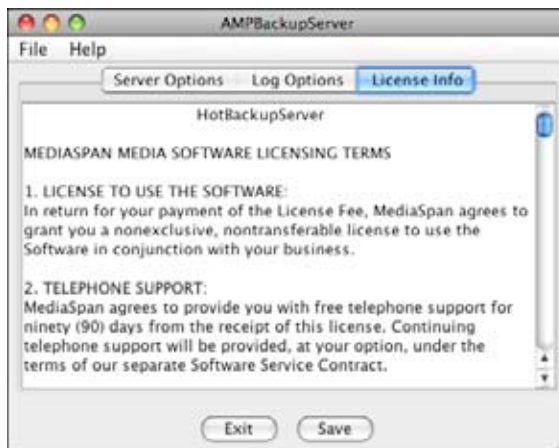 AMPBackupServer
File Help
Server Options Log Options License Info
HotBackupServer
MEDIASPAN MEDIA SOFTWARE LICENSING TERMS
1. LICENSE TO USE THE SOFTWARE:
In return for your payment of the License Fee, MediaSpan agrees to
grant you a nonexclusive, nontransferable license to use the
Software in conjunction with your business.
2. TELEPHONE SUPPORT:
MediaSpan agrees to provide you with free telephone support for
ninety (90) days from the receipt of this license. Continuing
telephone support will be provided, at your option, under the
terms of our separate Software Service Contract.
Exit Save